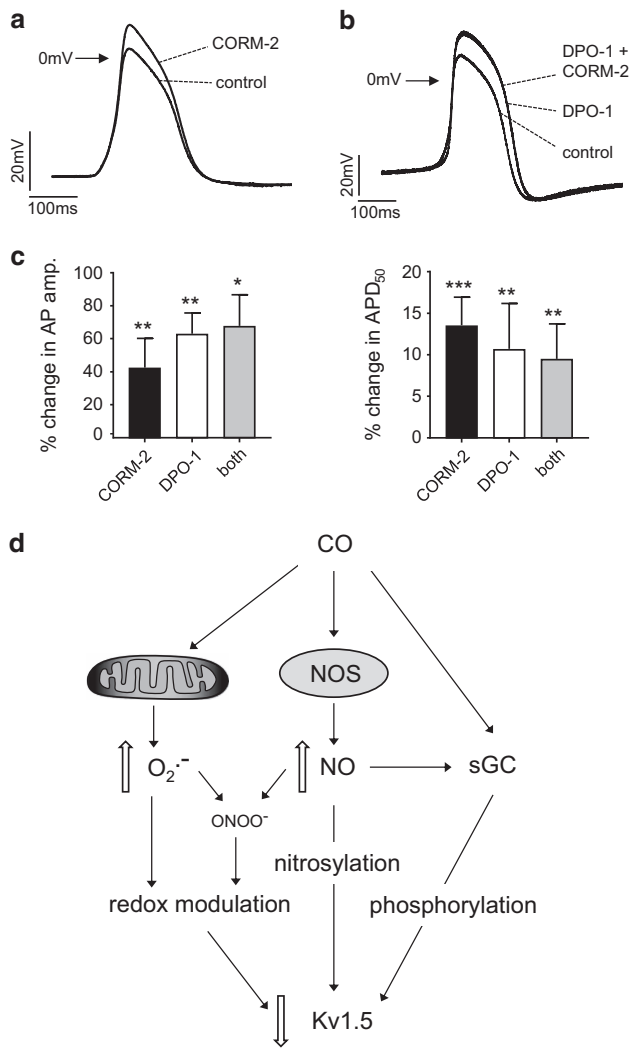 a
CORM-2
0mV
control
20mV
100ms
b
DPO-1 +
CORM-2
0mV
DPO-1
control
20mV
100ms
c
% change in AP amp.
100
80
60
40
20
0
**
**
*
CORM-2
DPO-1
both
% change in APD50
20
15
10
5
0
***
**
**
CORM-2
DPO-1
both
d
CO
NOS
O2·-
NO
sGC
ONOO-
nitrosylation
redox modulation
phosphorylation
Kv1.5